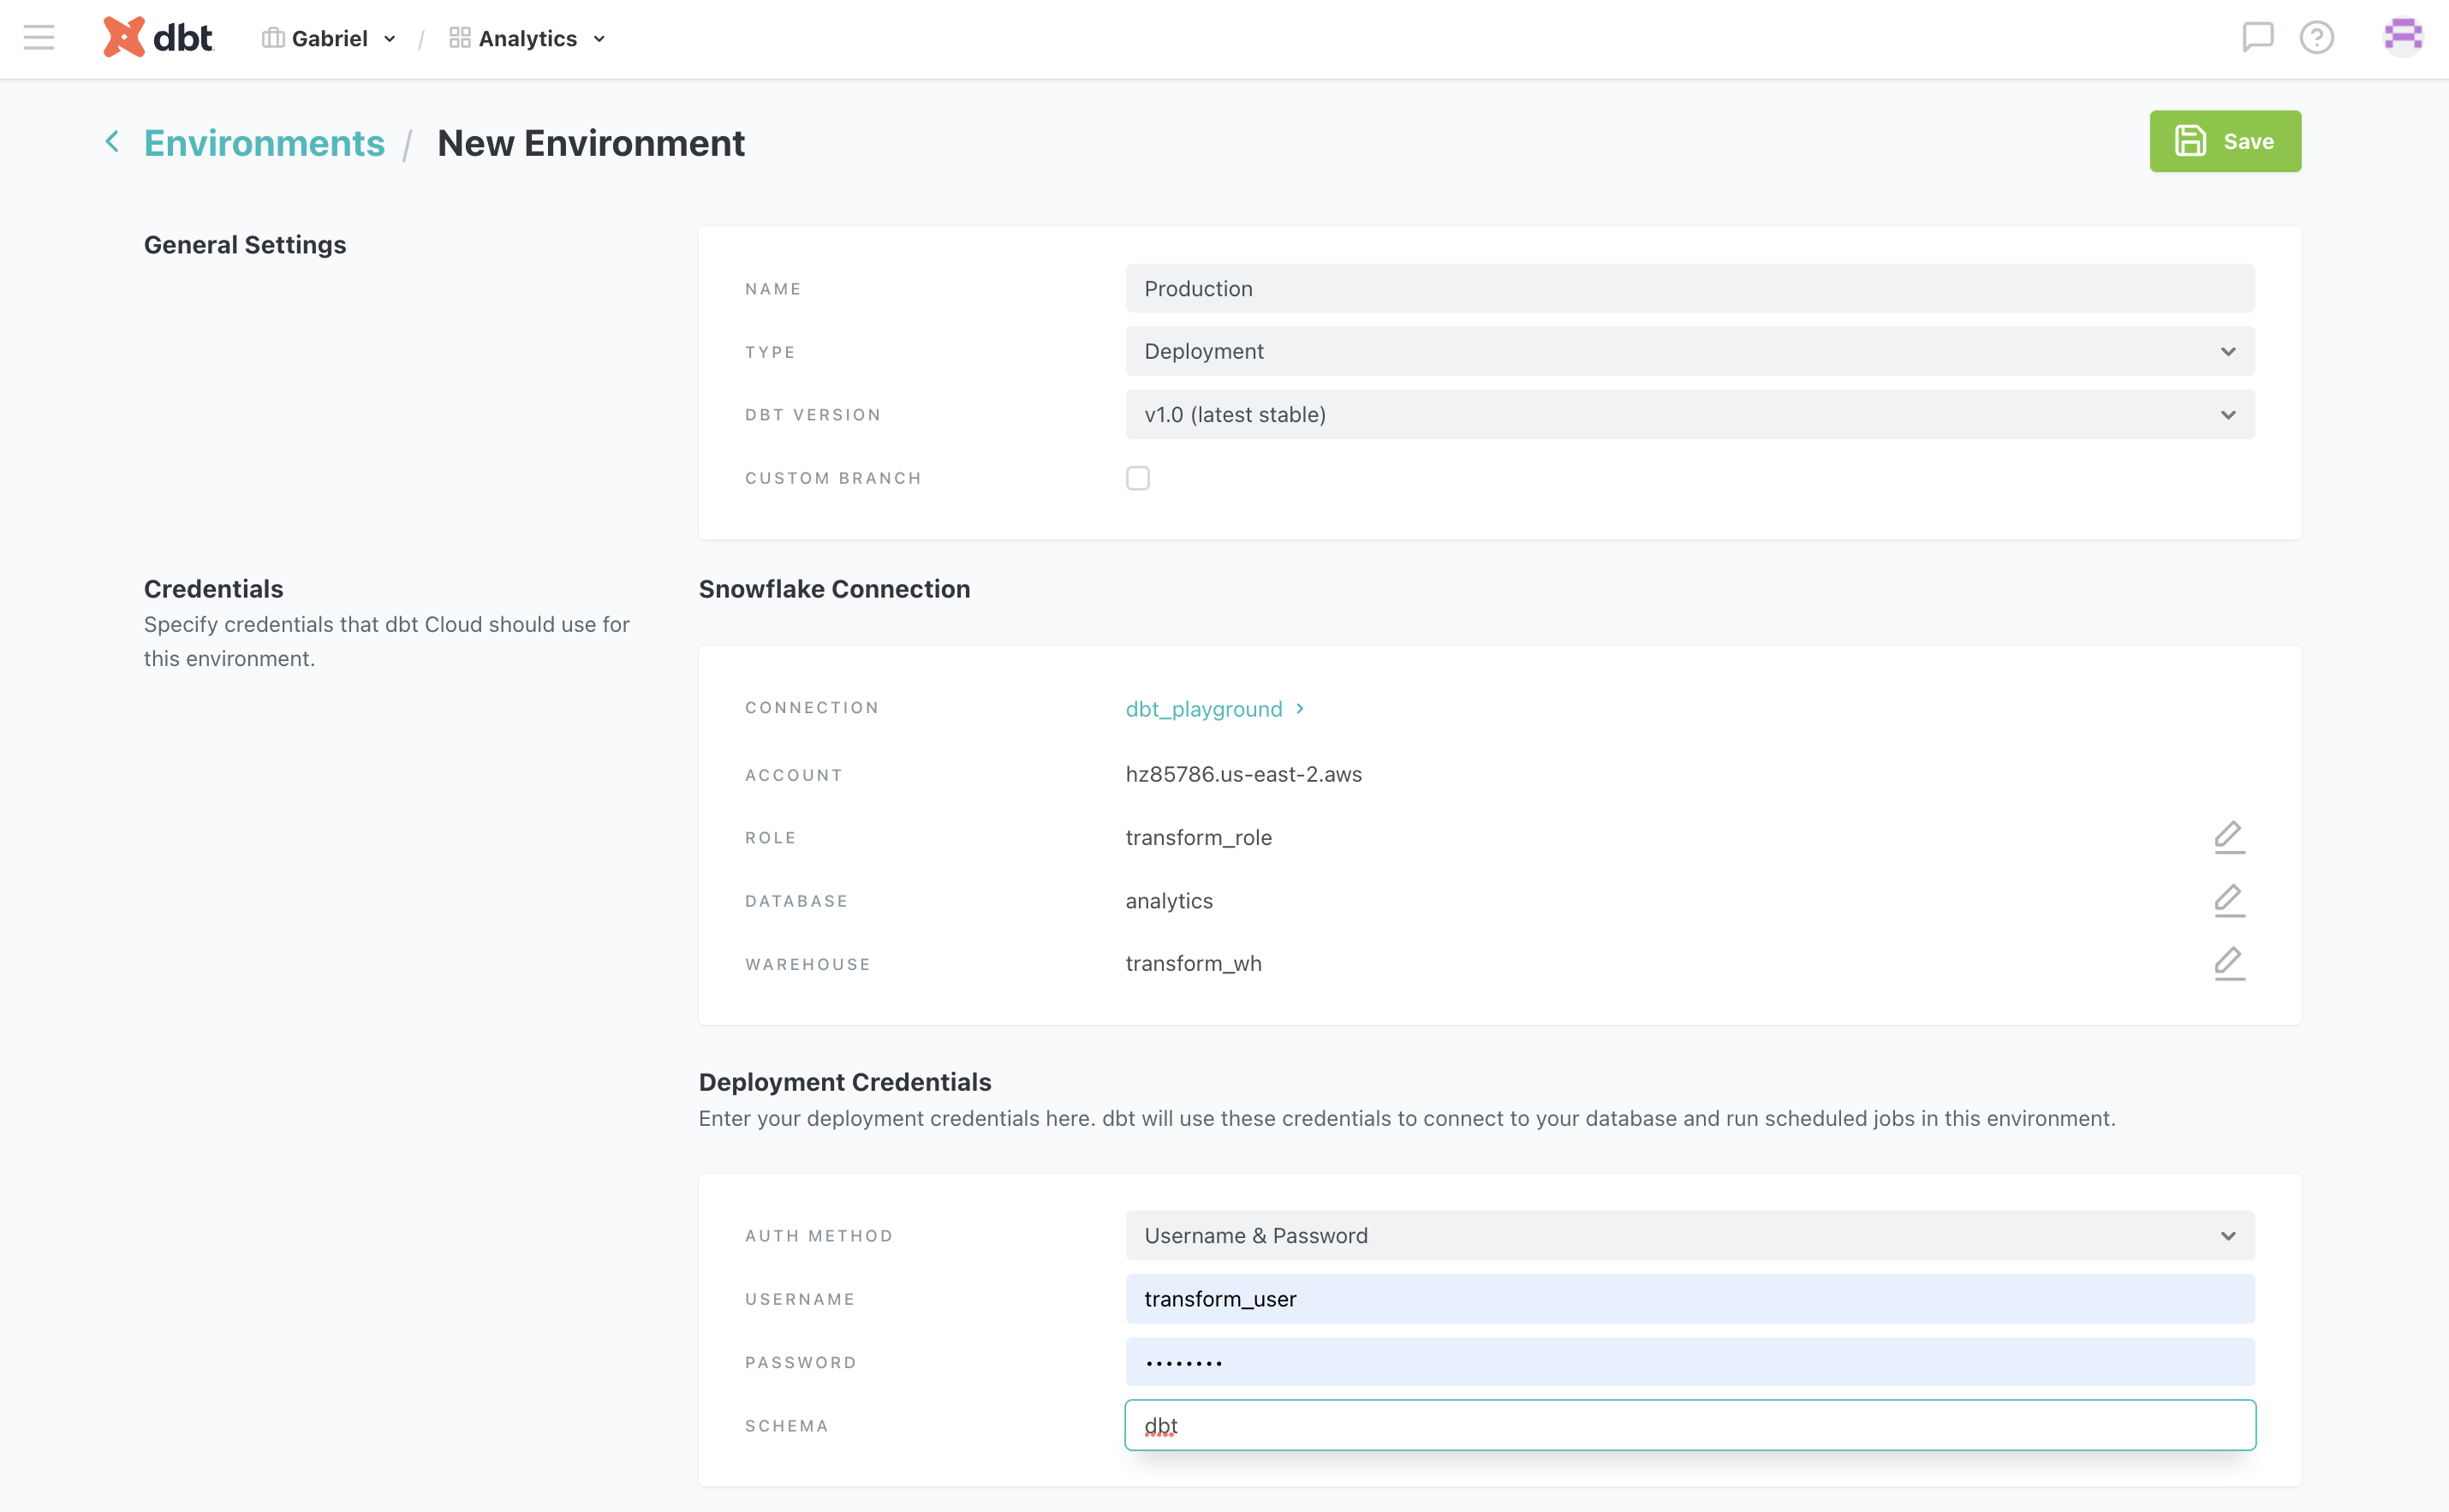 dbt Gabriel / Analytics
Environments / New Environment
Save
General Settings
NAME Production
TYPE Deployment
DBT VERSION v1.0 (latest stable)
CUSTOM BRANCH
Credentials
Specify credentials that dbt Cloud should use for
this environment.
Snowflake Connection
CONNECTION dbt_playground
ACCOUNT hz85786.us-east-2.aws
ROLE transform_role
DATABASE analytics
WAREHOUSE transform_wh
Deployment Credentials
Enter your deployment credentials here. dbt will use these credentials to connect to your database and run scheduled jobs in this environment.
AUTH METHOD Username & Password
USERNAME transform_user
PASSWORD ••••••••
SCHEMA dbt